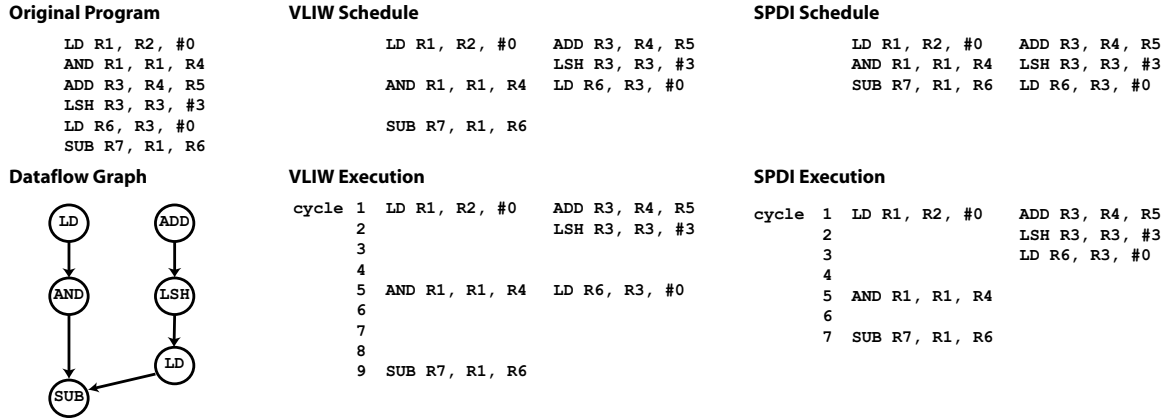 Original Program
LD R1, R2, #0
AND R1, R1, R4
ADD R3, R4, R5
LSH R3, R3, #3
LD R6, R3, #0
SUB R7, R1, R6
Dataflow Graph
LD ADD
AND LSH
LD
SUB
VLIW Schedule
LD R1, R2, #0 ADD R3, R4, R5
LSH R3, R3, #3
AND R1, R1, R4 LD R6, R3, #0
SUB R7, R1, R6
VLIW Execution
cycle 1 LD R1, R2, #0 ADD R3, R4, R5
2 LSH R3, R3, #3
3
4
5 AND R1, R1, R4 LD R6, R3, #0
6
7
8
9 SUB R7, R1, R6
SPDI Schedule
LD R1, R2, #0 ADD R3, R4, R5
AND R1, R1, R4 LSH R3, R3, #3
SUB R7, R1, R6 LD R6, R3, #0
SPDI Execution
cycle 1 LD R1, R2, #0 ADD R3, R4, R5
2 LSH R3, R3, #3
3 LD R6, R3, #0
4
5 AND R1, R1, R4
6
7 SUB R7, R1, R6